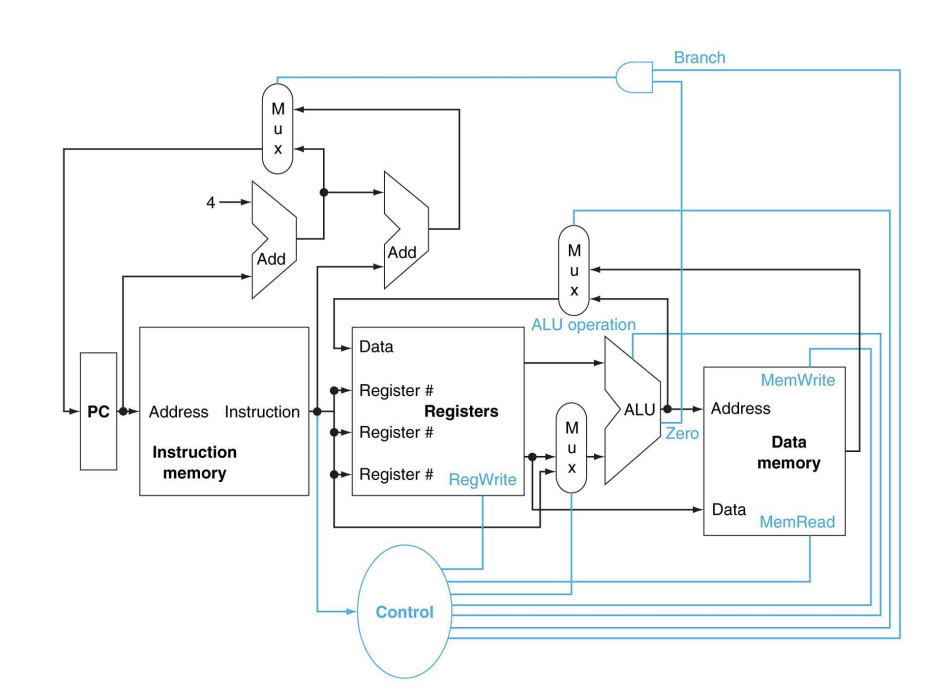 Branch
M
u
x
4
Add
Add
M
u
x
ALU operation
Data
Register #
Registers
Register #
Register #
RegWrite
PC
Address
Instruction
Instruction
memory
M
u
x
ALU
Zero
MemWrite
Address
Data
memory
Data
MemRead
Control